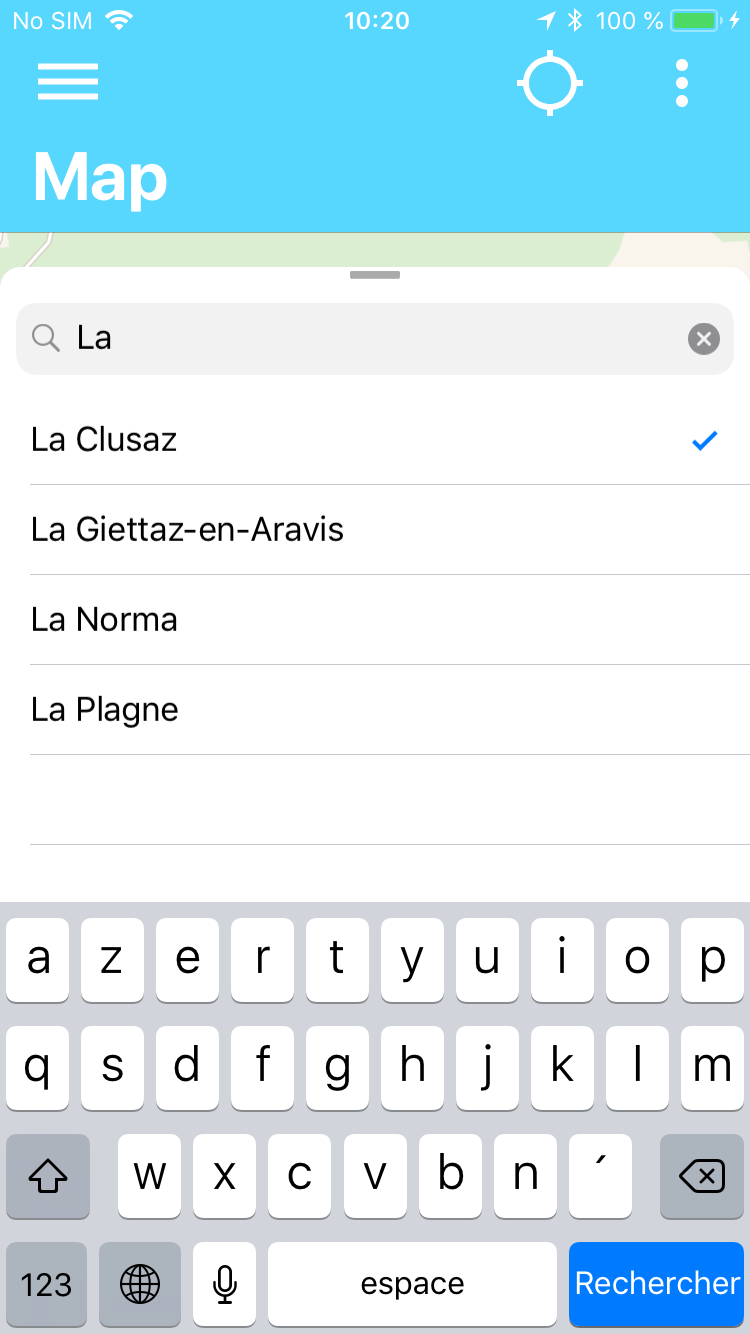 No SIM 10:20 100 %
Map
La
La Clusaz
La Giettaz-en-Aravis
La Norma
La Plagne
a z e r t y u i o p
q s d f g h j k l m
w x c v b n ´
123 espace Rechercher